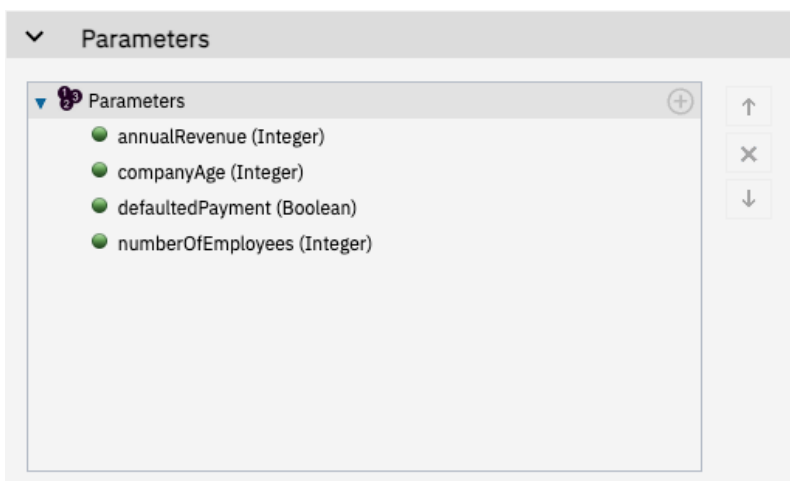 Parameters
Parameters
annualRevenue (Integer)
companyAge (Integer)
defaultedPayment (Boolean)
numberOfEmployees (Integer)